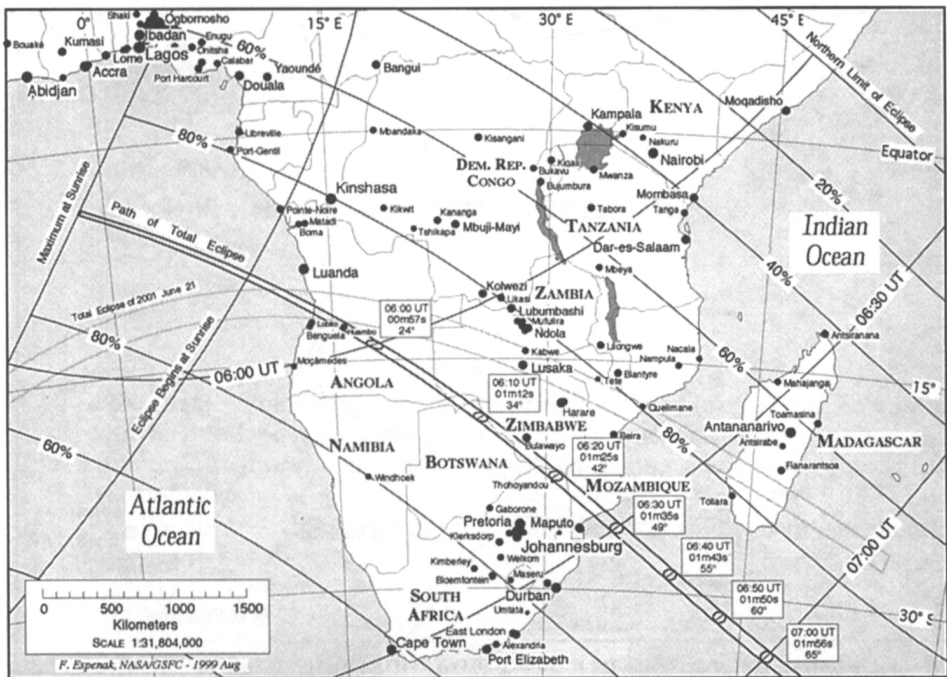 Shaki
Ogbomosho
0°
15° E
30° E
45° E
Bouaké
Kumasi
Ibadan
Enugu
60%
Lome
Lagos
Onitsha
Calabar
Accra
Port Harcourt
Yaoundé
Abidjan
Douala
Bangui
Northern Limit of Eclipse
Moqadisho
KENYA
Kampala
80%
Libreville
Mbandaka
Kisangani
Kisumu
Nakuru
Equator
Port-Gentil
DEM. REP.
CONGO
Kigali
Bukavu
Nairobi
Mwanza
Bujumbura
20%
Maximum at Sunrise
Kinshasa
Mombasa
Pointe-Noire
Kikwit
Kananga
Tabora
Tanga
Matadi
Boma
Tshikapa
Mbuji-Mayi
TANZANIA
Indian
Ocean
Path of Total Eclipse
Dar-es-Salaam
40%
Luanda
Mbeya
06:30 UT
Total Eclipse of 2001 June 21
Kolwezi
Likasi
ZAMBIA
06:00 UT
00m57s
24°
Lubumbashi
Mufulira
Ndola
Lobito
Benguela
Huambo
Antsiranana
80%
Eclipse Begins at Sunrise
Kabwe
Lilongwe
Nacala
Nampula
60%
Moçâmedes
06:00 UT
Lusaka
Blantyre
Tete
15°
ANGOLA
06:10 UT
01m12s
34°
Mahajanga
Harare
Quelimane
Toamasina
60%
ZIMBABWE
80%
Antananarivo
Antsirabe
MADAGASCAR
NAMIBIA
Bulawayo
Beira
06:20 UT
01m25s
42°
BOTSWANA
Fianarantsoa
Windhoek
Thohoyandou
MOZAMBIQUE
Toliara
Atlantic
Ocean
Gaborone
Pretoria
Maputo
06:30 UT
01m35s
49°
07:00 UT
Klerksdorp
Johannesburg
Welkom
06:40 UT
01m43s
55°
Kimberley
Maseru
Bloemfontein
SOUTH
AFRICA
Durban
06:50 UT
01m50s
60°
30° S
Umtata
0 500 1000 1500
Kilometers
SCALE 1:31,804,000
East London
Cape Town
Alexandria
Port Elizabeth
07:00 UT
01m56s
65°
F. Espenak, NASA/GSFC - 1999 Aug